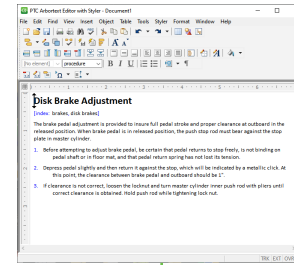 PTC Arbortext Editor with Styler - Document1
File Edit Find View Insert Object Table Tools Styler Format Window Help
[no element] procedure B I U
Disk Brake Adjustment
[index: brakes, disk brakes]
The brake pedal adjustment is provided to insure full pedal stroke and proper clearance at outboard in the
released position. When brake pedal is in released position, the push stop rod must bear against the stop
plate in master cylinder.
1. Before attempting to adjust brake pedal, be certain that pedal returns to stop freely, is not binding on
pedal shaft or in floor mat, and that pedal return spring has not lost its tension.
2. Depress pedal slightly and then return it against the stop, which will be indicated by a metallic click. At
this point, the clearance between brake pedal and outboard should be 1".
3. If clearance is not correct, loosen the locknut and turn master cylinder inner push rod with pliers until
correct clearance is obtained. Hold push rod while tightening lock nut.
TRK EXT OVR